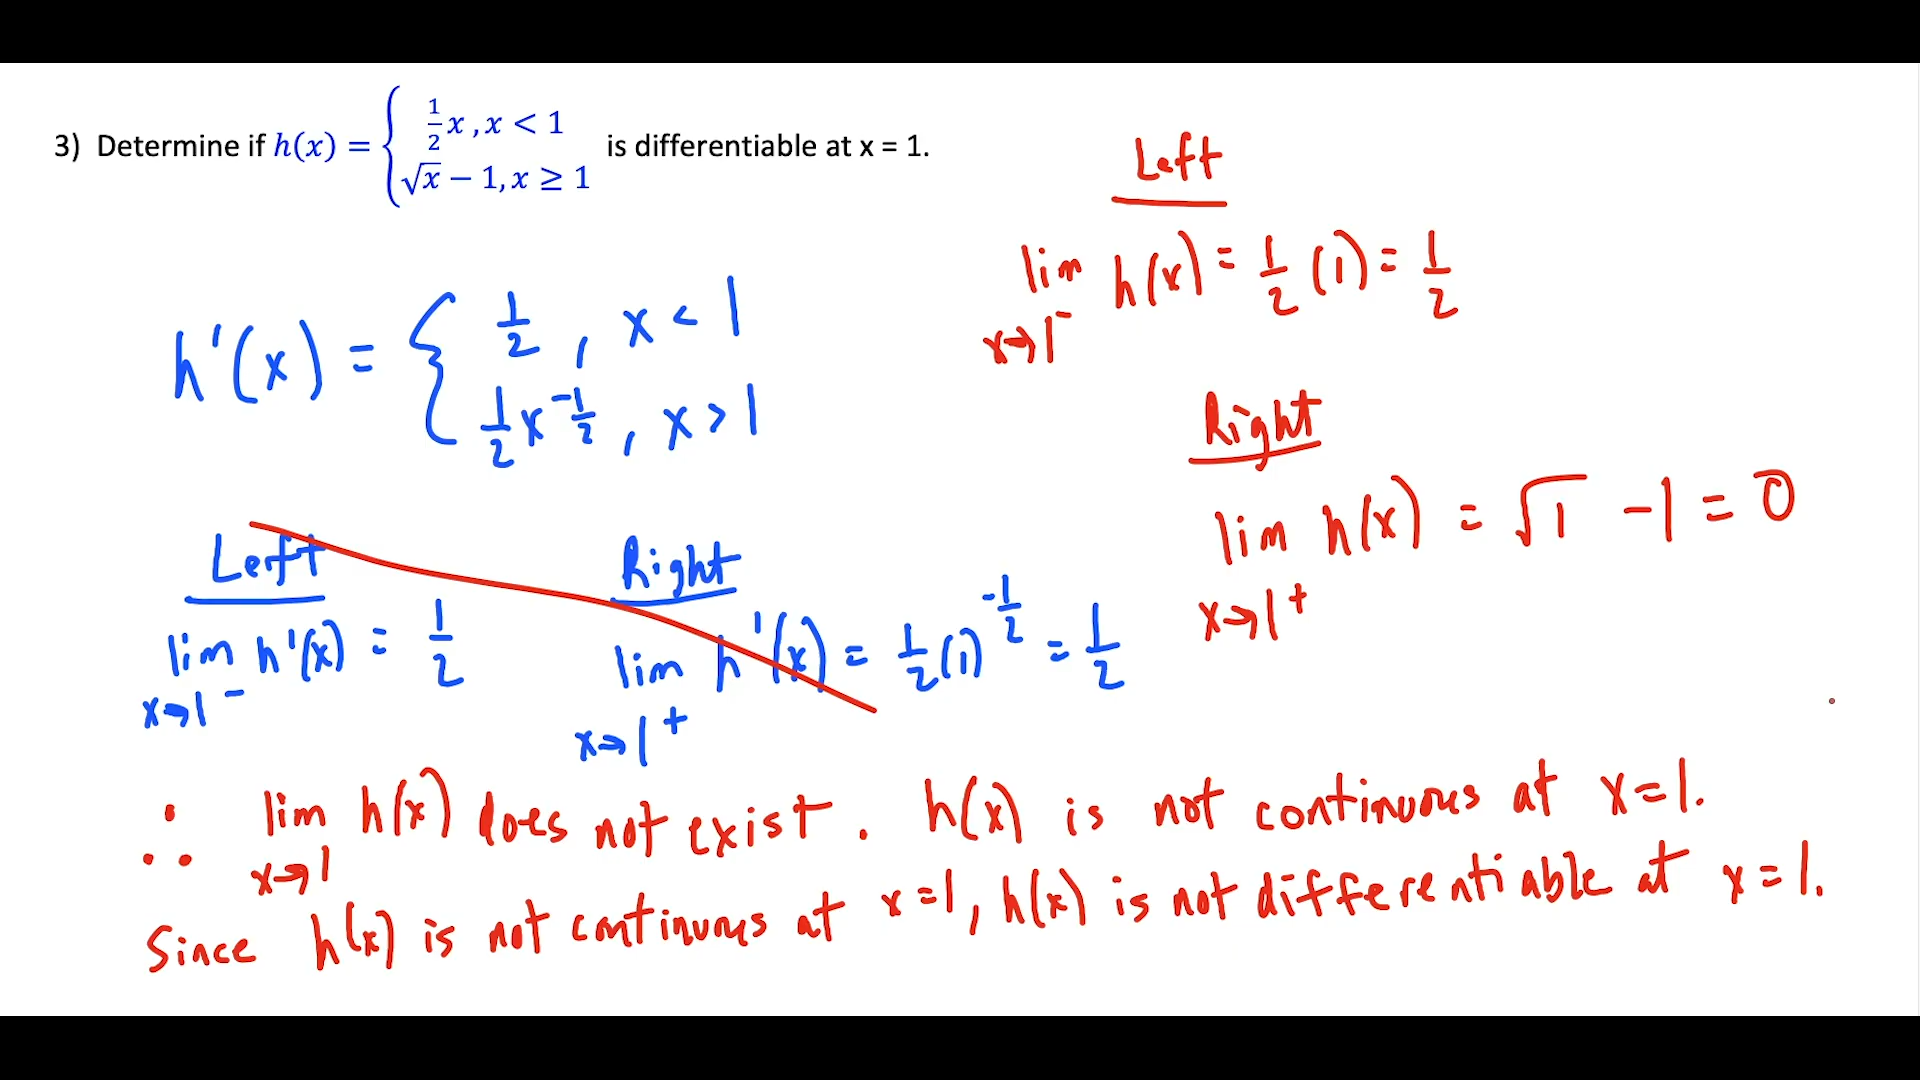 3) Determine if h(x) = { 1/2 x , x < 1
√x − 1, x ≥ 1
is differentiable at x = 1.
h'(x) = { 1/2 , x < 1
1/2 x^(-1/2) , x > 1
Left
lim h'(x) = 1/2
x→1⁻
Right
lim h'(x) = 1/2 (1)^(-1/2) = 1/2
x→1⁺
Left
lim h(x) = 1/2 (1) = 1/2
x→1⁻
Right
lim h(x) = √1 − 1 = 0
x→1⁺
∴ lim h(x) does not exist. h(x) is not continuous at x=1.
x→1
Since h(x) is not continuous at x=1, h(x) is not differentiable at x=1.